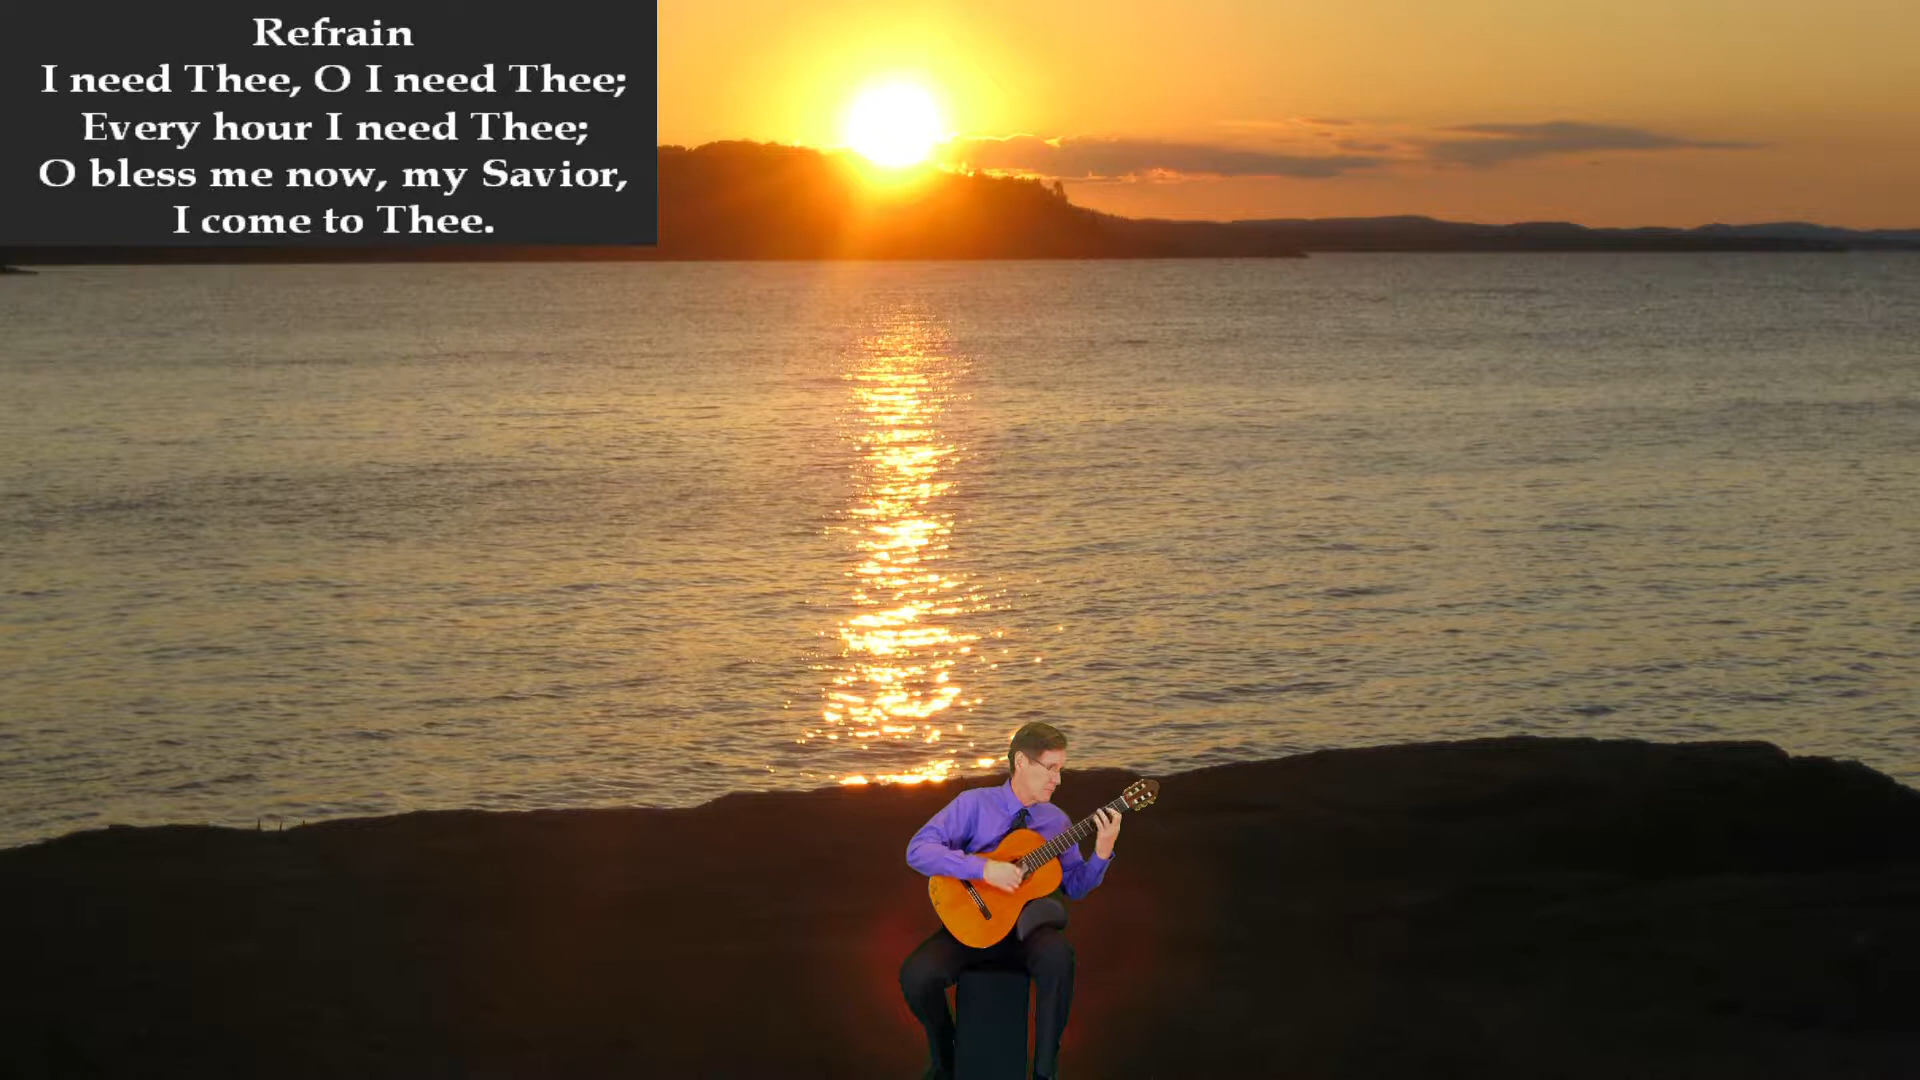 Refrain
I need Thee, O I need Thee;
Every hour I need Thee;
O bless me now, my Savior,
I come to Thee.